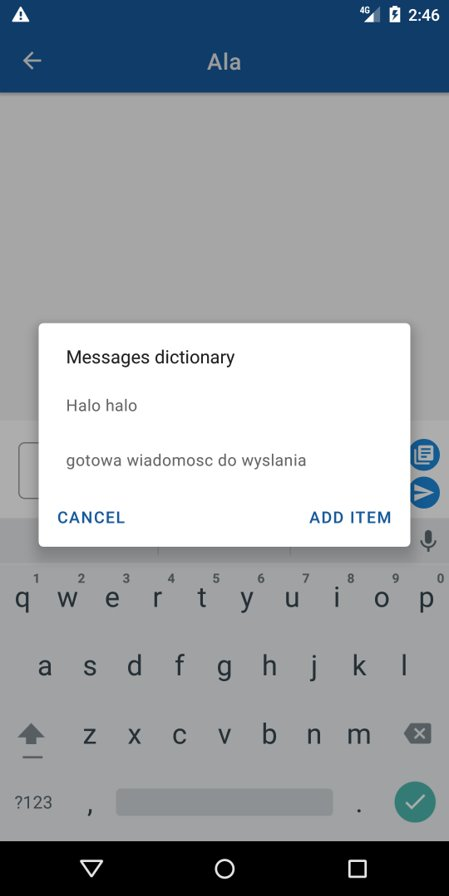 4G 2:46
Ala
Messages dictionary
Halo halo
gotowa wiadomosc do wyslania
CANCEL ADD ITEM
1 2 3 4 5 6 7 8 9 0
q w e r t y u i o p
a s d f g h j k l
z x c v b n m
?123 , .